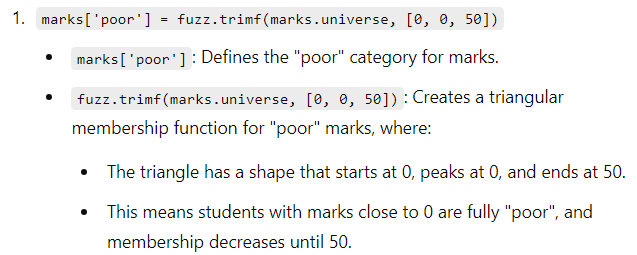 1. marks['poor'] = fuzz.trimf(marks.universe, [0, 0, 50])
• marks['poor']: Defines the "poor" category for marks.
• fuzz.trimf(marks.universe, [0, 0, 50]): Creates a triangular
membership function for "poor" marks, where:
• The triangle has a shape that starts at 0, peaks at 0, and ends at 50.
• This means students with marks close to 0 are fully "poor", and
membership decreases until 50.